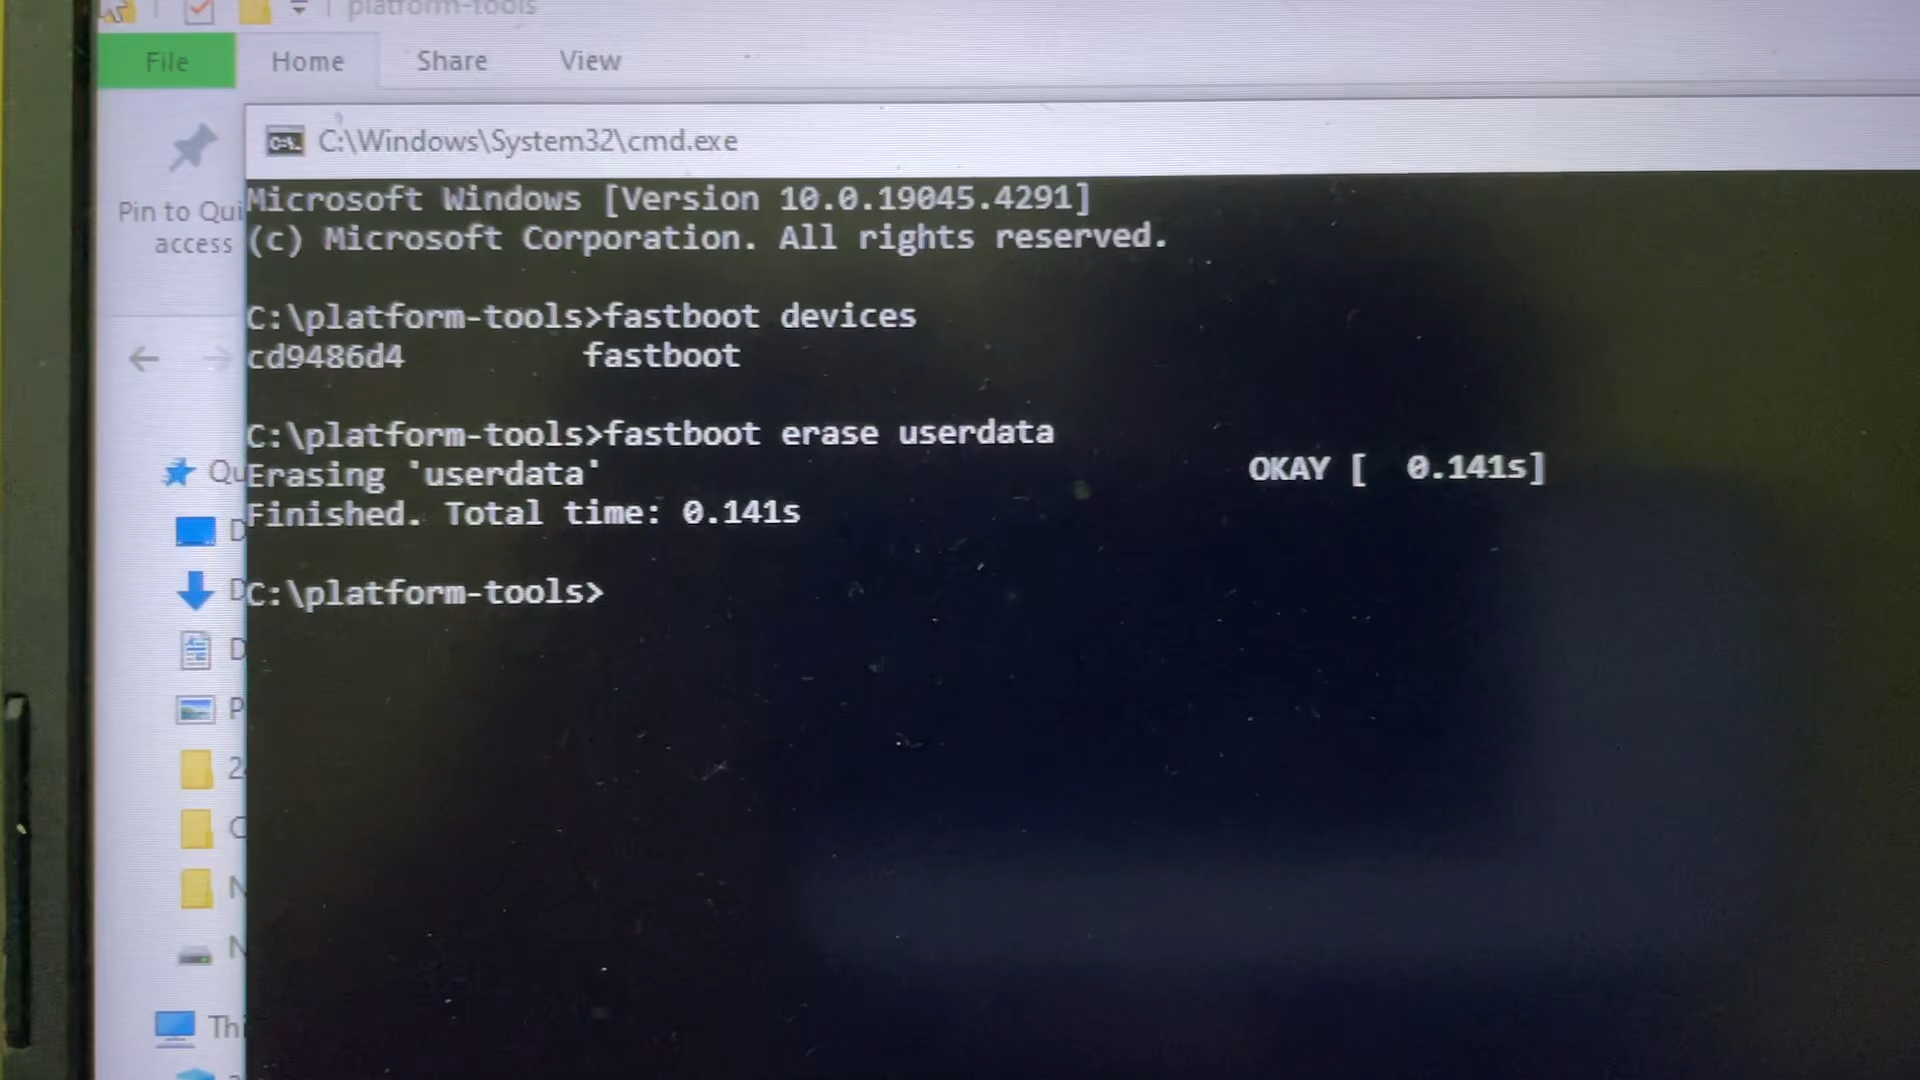 platform-tools
File Home Share View
C:\Windows\System32\cmd.exe
Pin to Qui
access
Microsoft Windows [Version 10.0.19045.4291]
(c) Microsoft Corporation. All rights reserved.
C:\platform-tools>fastboot devices
cd9486d4 fastboot
C:\platform-tools>fastboot erase userdata
Erasing 'userdata' OKAY [ 0.141s]
Finished. Total time: 0.141s
C:\platform-tools>